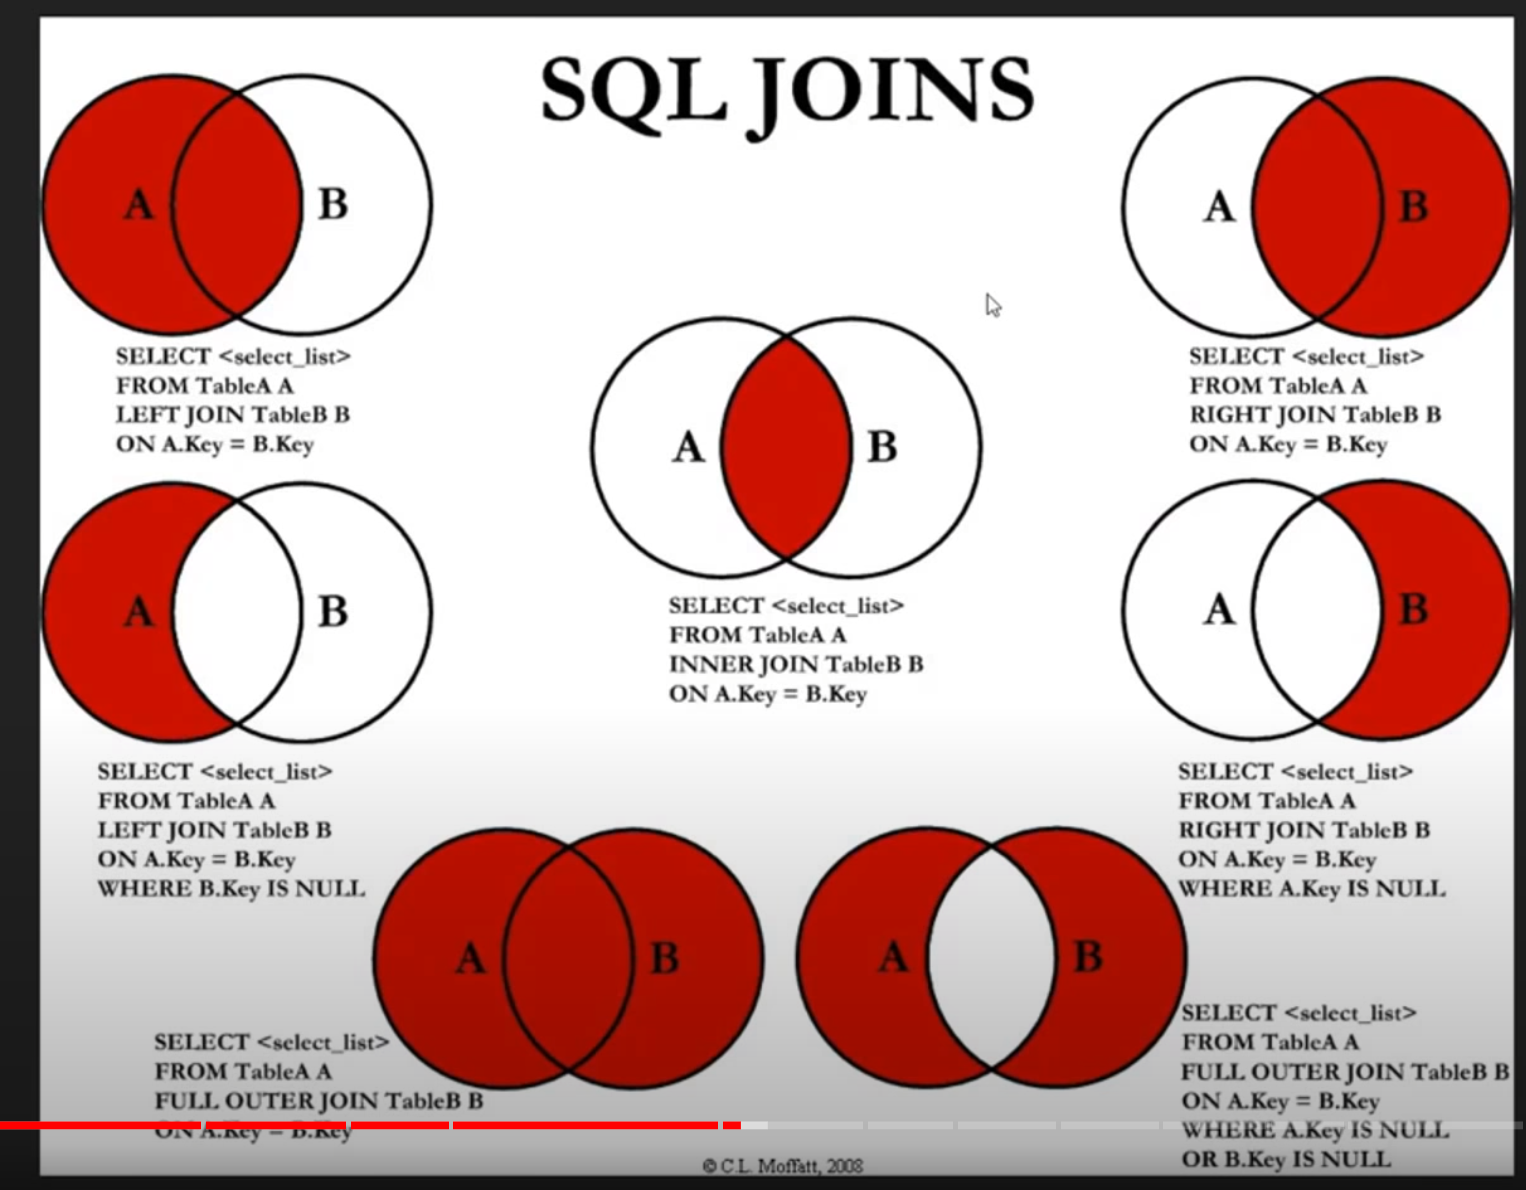 SQL JOINS
A B
SELECT <select_list>
FROM TableA A
LEFT JOIN TableB B
ON A.Key = B.Key
A B
SELECT <select_list>
FROM TableA A
RIGHT JOIN TableB B
ON A.Key = B.Key
A B
SELECT <select_list>
FROM TableA A
INNER JOIN TableB B
ON A.Key = B.Key
A B
SELECT <select_list>
FROM TableA A
LEFT JOIN TableB B
ON A.Key = B.Key
WHERE B.Key IS NULL
A B
SELECT <select_list>
FROM TableA A
RIGHT JOIN TableB B
ON A.Key = B.Key
WHERE A.Key IS NULL
A B
SELECT <select_list>
FROM TableA A
FULL OUTER JOIN TableB B
ON A.Key = B.Key
A B
SELECT <select_list>
FROM TableA A
FULL OUTER JOIN TableB B
ON A.Key = B.Key
WHERE A.Key IS NULL
OR B.Key IS NULL
© C.L. Moffatt, 2008